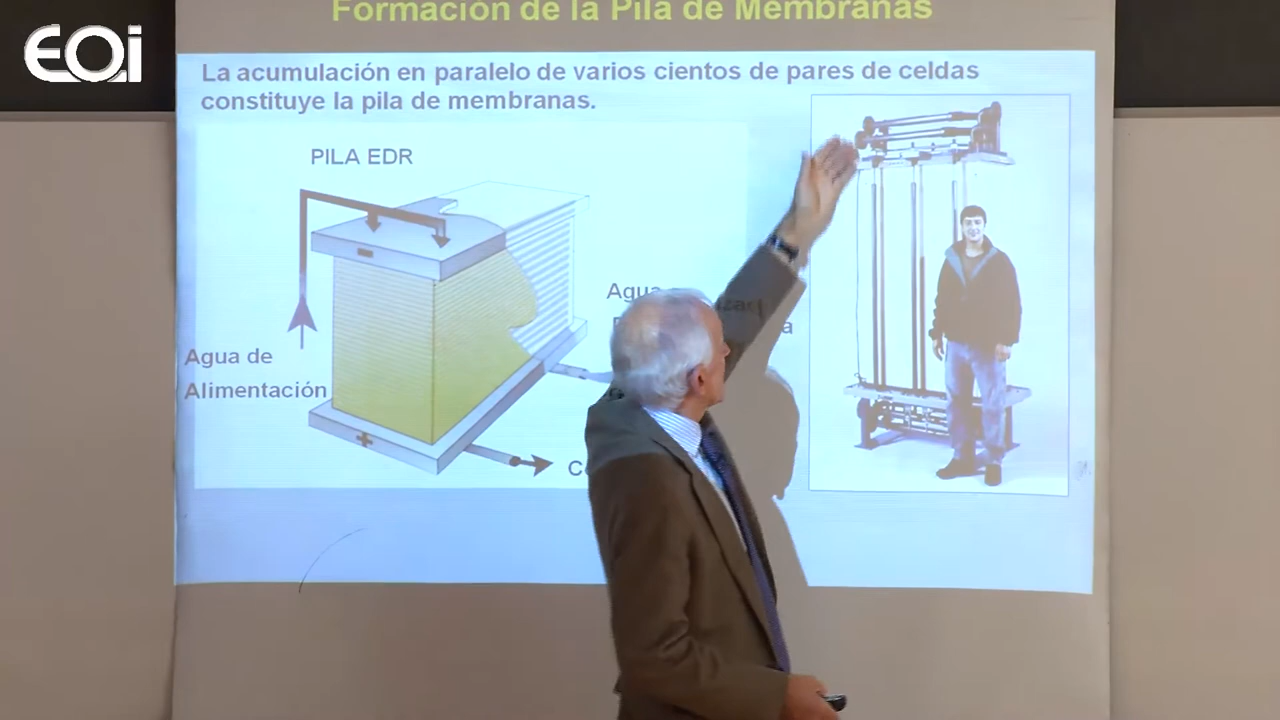 EOi
Formación de la Pila de Membranas
La acumulación en paralelo de varios cientos de pares de celdas
constituye la pila de membranas.
PILA EDR
Agua
Agua de
Alimentación
-
+